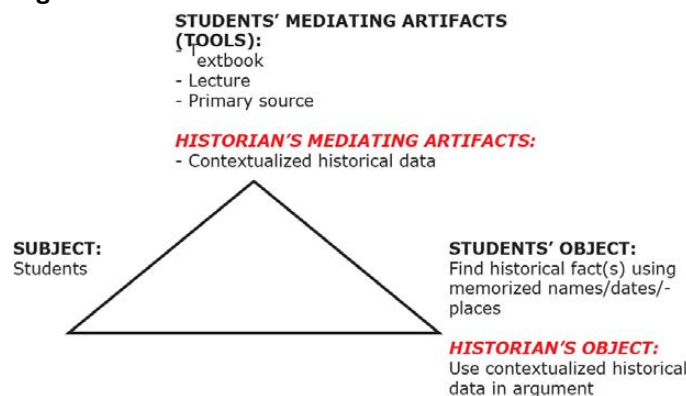 STUDENTS' MEDIATING ARTIFACTS
(TOOLS):
- Textbook
- Lecture
- Primary source
HISTORIAN'S MEDIATING ARTIFACTS:
- Contextualized historical data
SUBJECT:
Students
STUDENTS' OBJECT:
Find historical fact(s) using
memorized names/dates/-
places
HISTORIAN'S OBJECT:
Use contextualized historical
data in argument